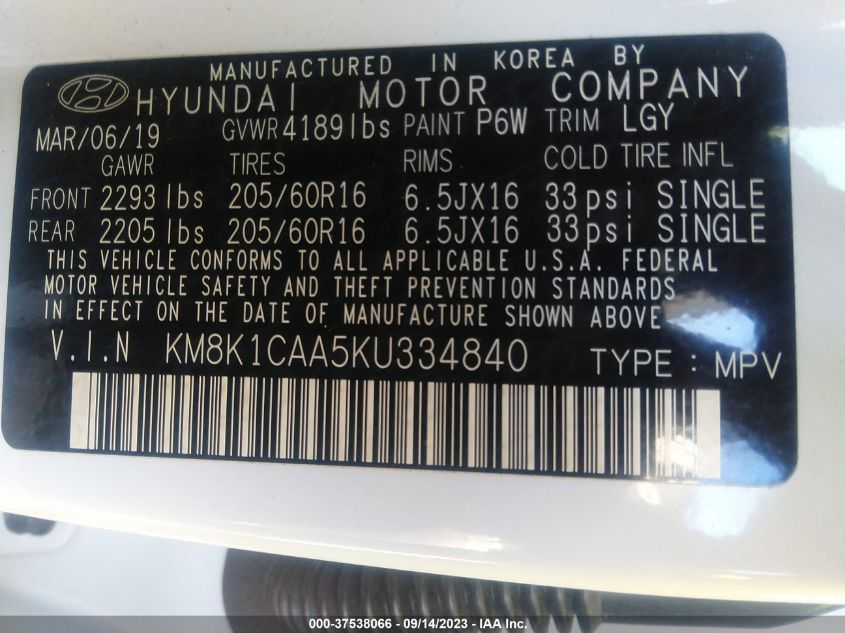 MANUFACTURED IN KOREA BY
HYUNDAI MOTOR COMPANY
MAR/06/19 GVWR 4189lbs PAINT P6W TRIM LGY
GAWR TIRES RIMS COLD TIRE INFL
FRONT 2293 lbs 205/60R16 6.5JX16 33psi SINGLE
REAR 2205 lbs 205/60R16 6.5JX16 33psi SINGLE
THIS VEHICLE CONFORMS TO ALL APPLICABLE U.S.A. FEDERAL
MOTOR VEHICLE SAFETY AND THEFT PREVENTION STANDARDS
IN EFFECT ON THE DATE OF MANUFACTURE SHOWN ABOVE
V.I.N KM8K1CAA5KU334840 TYPE : MPV
000-37538066 - 09/14/2023 - IAA Inc.